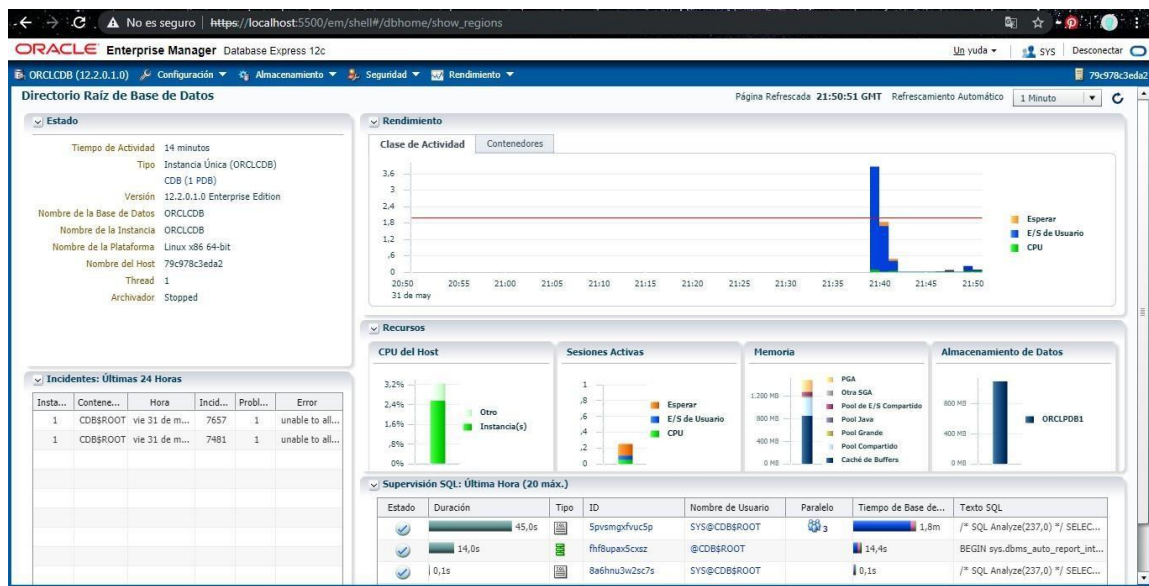 No es seguro | https://localhost:5500/em/shell#/dbhome/show_regions
ORACLE Enterprise Manager Database Express 12c
Un yuda SYS Desconectar
ORCLCDB (12.2.0.1.0) Configuración Almacenamiento Seguridad Rendimiento 79c978c3eda2
Directorio Raíz de Base de Datos
Página Refrescada 21:50:51 GMT Refrescamiento Automático 1 Minuto
Estado
Tiempo de Actividad 14 minutos
Tipo Instancia Única (ORCLCDB)
CDB (1 PDB)
Versión 12.2.0.1.0 Enterprise Edition
Nombre de la Base de Datos ORCLCDB
Nombre de la Instancia ORCLCDB
Nombre de la Plataforma Linux x86 64-bit
Nombre del Host 79c978c3eda2
Thread 1
Archivador Stopped
Rendimiento
Clase de Actividad Contenedores
3,6
3
2,4
1,8
1,2
,6
0
20:50 20:55 21:00 21:05 21:10 21:15 21:20 21:25 21:30 21:35 21:40 21:45 21:50
31 de may
Esperar
E/S de Usuario
CPU
Incidentes: Últimas 24 Horas
Insta... Contene... Hora Incid... Probl... Error
1 CDB$ROOT vie 31 de m... 7657 1 unable to all...
1 CDB$ROOT vie 31 de m... 7481 1 unable to all...
Recursos
CPU del Host
3,2%
2,4%
1,6%
,8%
0%
Otro
Instancia(s)
Sesiones Activas
1
,8
,6
,4
,2
0
Esperar
E/S de Usuario
CPU
Memoria
1.200 MB
800 MB
400 MB
0 MB
PGA
Otra SGA
Pool de E/S Compartido
Pool Java
Pool Grande
Pool Compartido
Caché de Buffers
Almacenamiento de Datos
800 MB
400 MB
0 MB
ORCLPDB1
Supervisión SQL: Última Hora (20 máx.)
Estado Duración Tipo ID Nombre de Usuario Paralelo Tiempo de Base de... Texto SQL
45,0s 5pvsmgxfvuc5p SYS@CDB$ROOT 3 1,8m /* SQL Analyze(237,0) */ SELEC...
14,0s fhf8upax5cxsz @CDB$ROOT 14,4s BEGIN sys.dbms_auto_report_int...
0,1s 8a6hnu3w2sc7s SYS@CDB$ROOT 0,1s /* SQL Analyze(237,0) */ SELEC...